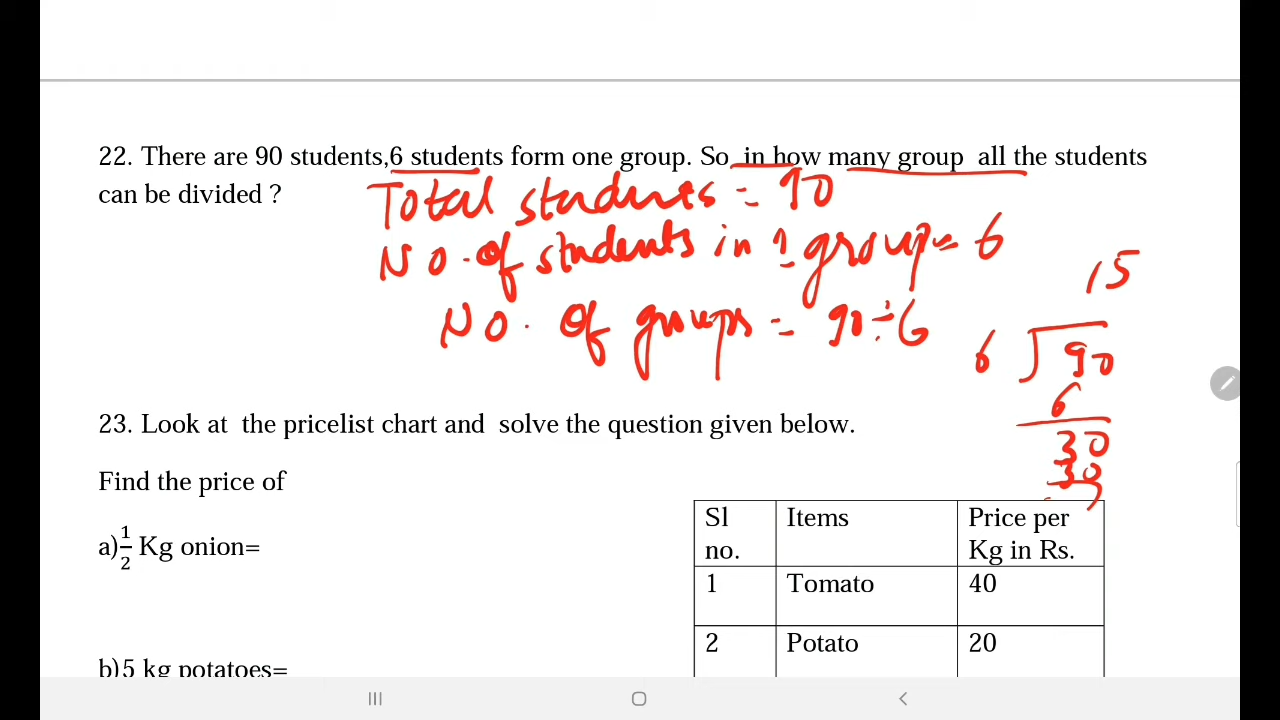 22. There are 90 students,6 students form one group. So in how many group all the students
can be divided ?
Total students = 90
No. of students in 1 group = 6
No. of groups = 90÷6
15
6 90
6
30
30
23. Look at the pricelist chart and solve the question given below.
Find the price of
a)1/2 Kg onion=
b)5 kg potatoes=
Sl no. Items Price per Kg in Rs.
1 Tomato 40
2 Potato 20